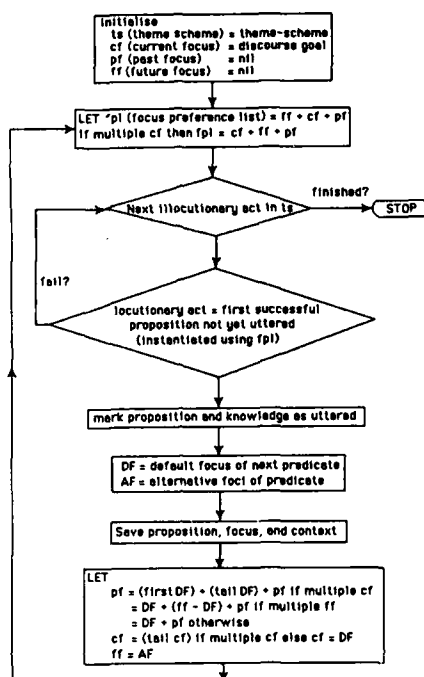 Initialise
ts (theme scheme) = theme-scheme
cf (current focus) = discourse goal
pf (past focus) = nil
ff (future focus) = nil
LET fpl (focus preference list) = ff + cf + pf
if multiple cf then fpl = cf + ff + pf
finished?
Next illocutionary act in ts
STOP
fail?
locutionary act = first successful
proposition not yet uttered
(instantiated using fpl)
mark proposition and knowledge as uttered
DF = default focus of next predicate
AF = alternative foci of predicate
Save proposition, focus, and context
LET
pf = (first DF) + (tail DF) + pf if multiple cf
= DF + (ff - DF) + pf if multiple ff
= DF + pf otherwise
cf = (tail cf) if multiple cf else cf = DF
ff = AF